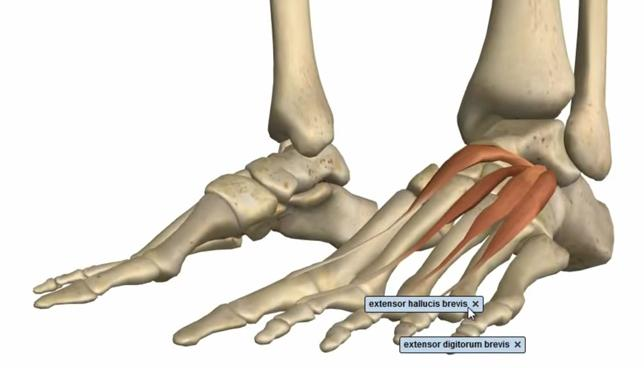 extensor hallucis brevis ×
extensor digitorum brevis ×